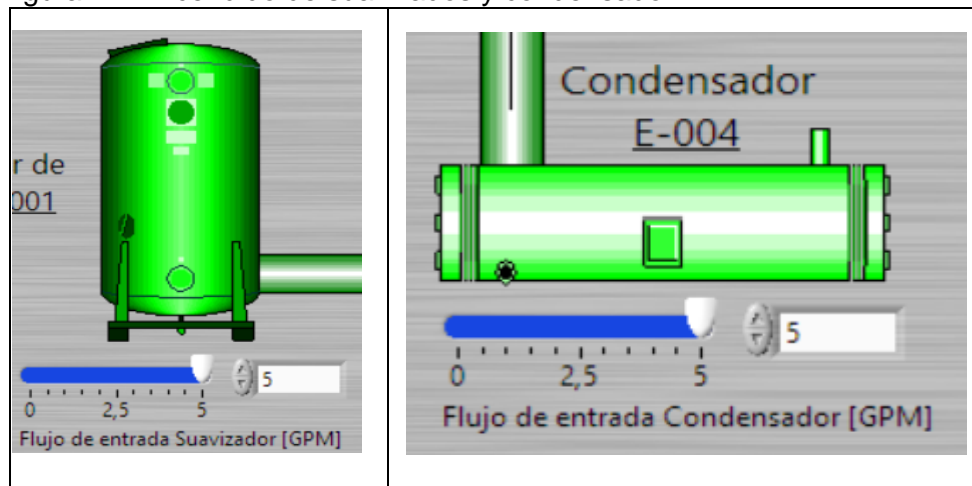 r de
001
5
0 2,5 5
Flujo de entrada Suavizador [GPM]
Condensador
E-004
5
0 2,5 5
Flujo de entrada Condensador [GPM]